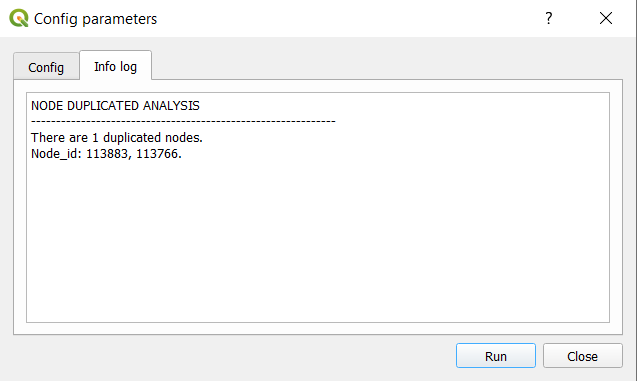 Config parameters
?
Config
Info log
NODE DUPLICATED ANALYSIS
-------------------------------------------------------------
There are 1 duplicated nodes.
Node_id: 113883, 113766.
Run
Close